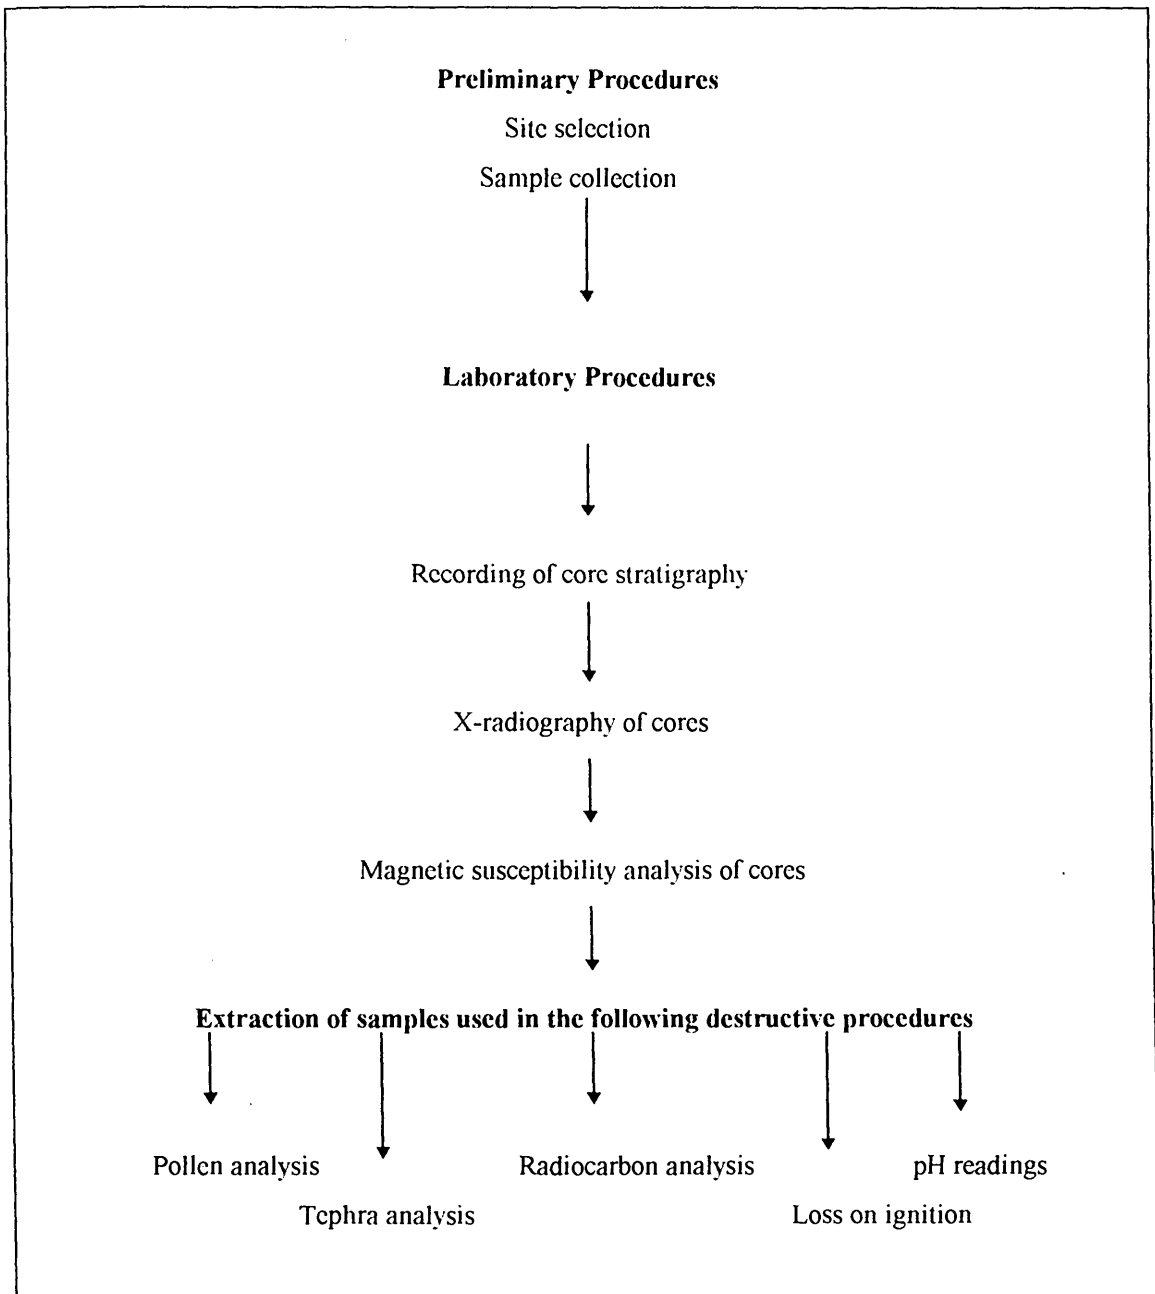 Preliminary Procedures
Site selection
Sample collection
Laboratory Procedures
Recording of core stratigraphy
X-radiography of cores
Magnetic susceptibility analysis of cores
Extraction of samples used in the following destructive procedures
Pollen analysis
Tephra analysis
Radiocarbon analysis
Loss on ignition
pH readings